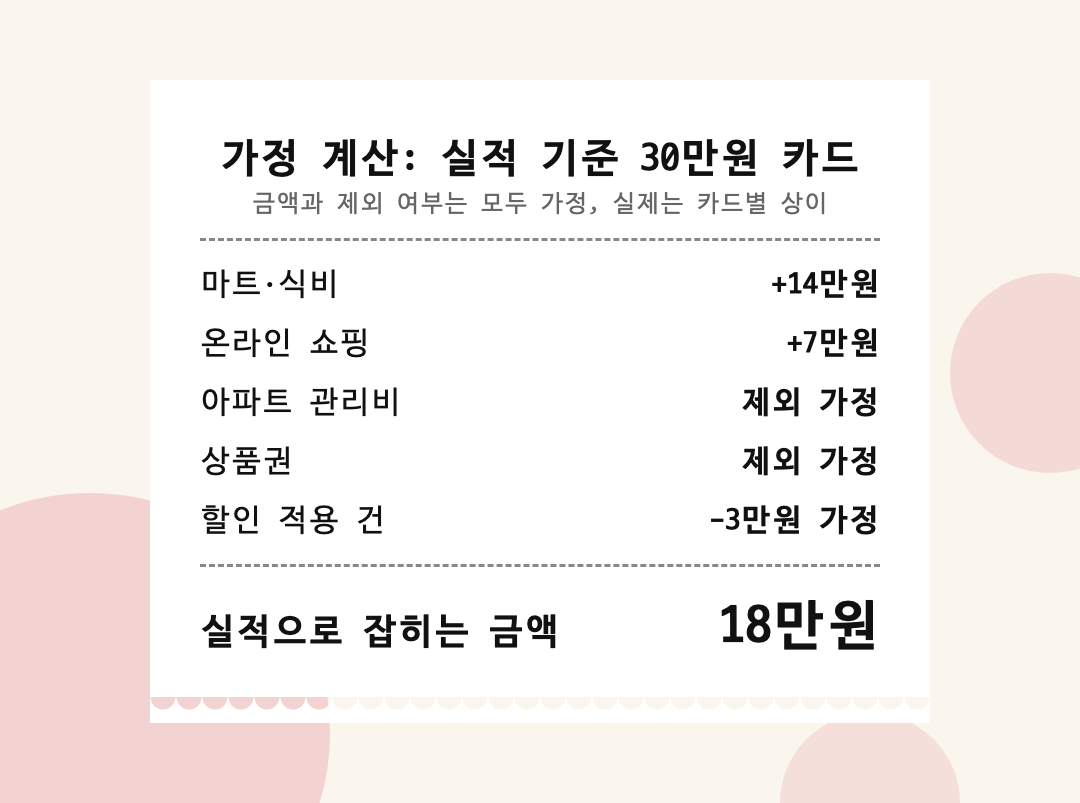 가정 계산: 실적 기준 30만원 카드
금액과 제외 여부는 모두 가정, 실제는 카드별 상이
마트·식비 +14만원
온라인 쇼핑 +7만원
아파트 관리비 제외 가정
상품권 제외 가정
할인 적용 건 −3만원 가정
실적으로 잡히는 금액 18만원